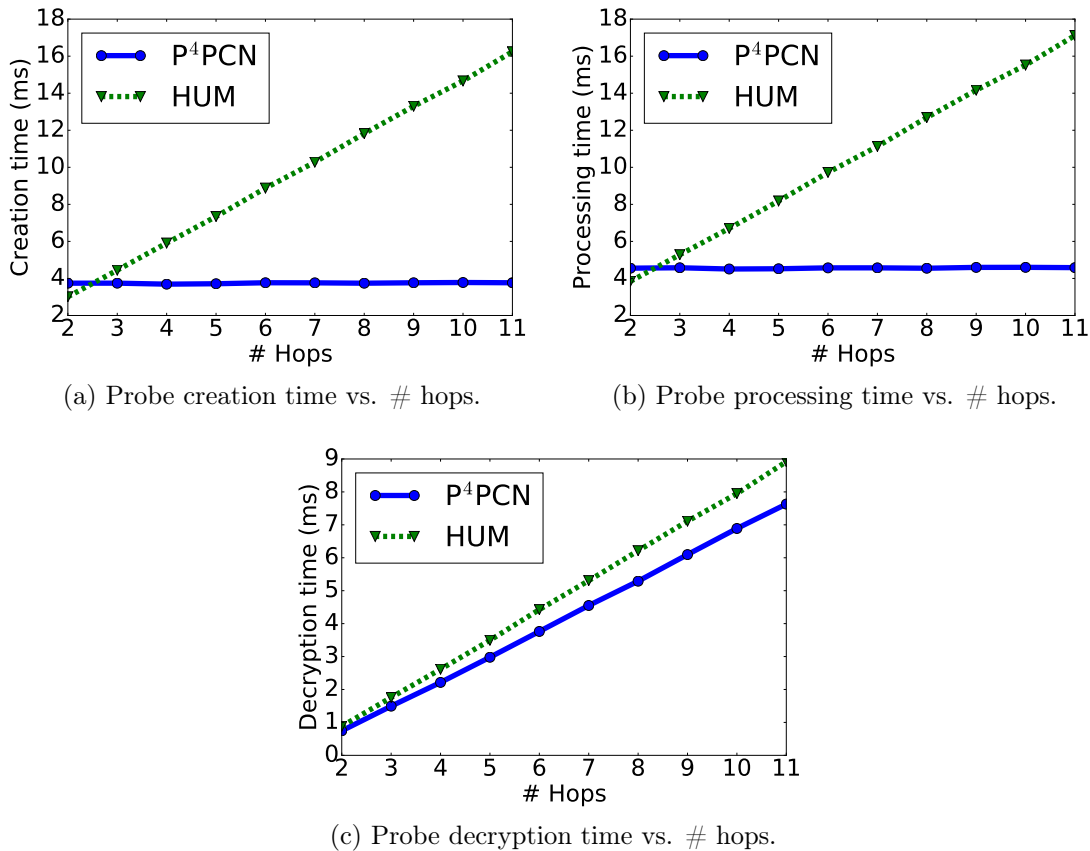 18
16
14
12
10
8
6
4
2
Creation time (ms)
P⁴PCN
HUM
2 3 4 5 6 7 8 9 10 11
# Hops
(a) Probe creation time vs. # hops.
18
16
14
12
10
8
6
4
2
Processing time (ms)
P⁴PCN
HUM
2 3 4 5 6 7 8 9 10 11
# Hops
(b) Probe processing time vs. # hops.
9
8
7
6
5
4
3
2
1
0
Decryption time (ms)
P⁴PCN
HUM
2 3 4 5 6 7 8 9 10 11
# Hops
(c) Probe decryption time vs. # hops.